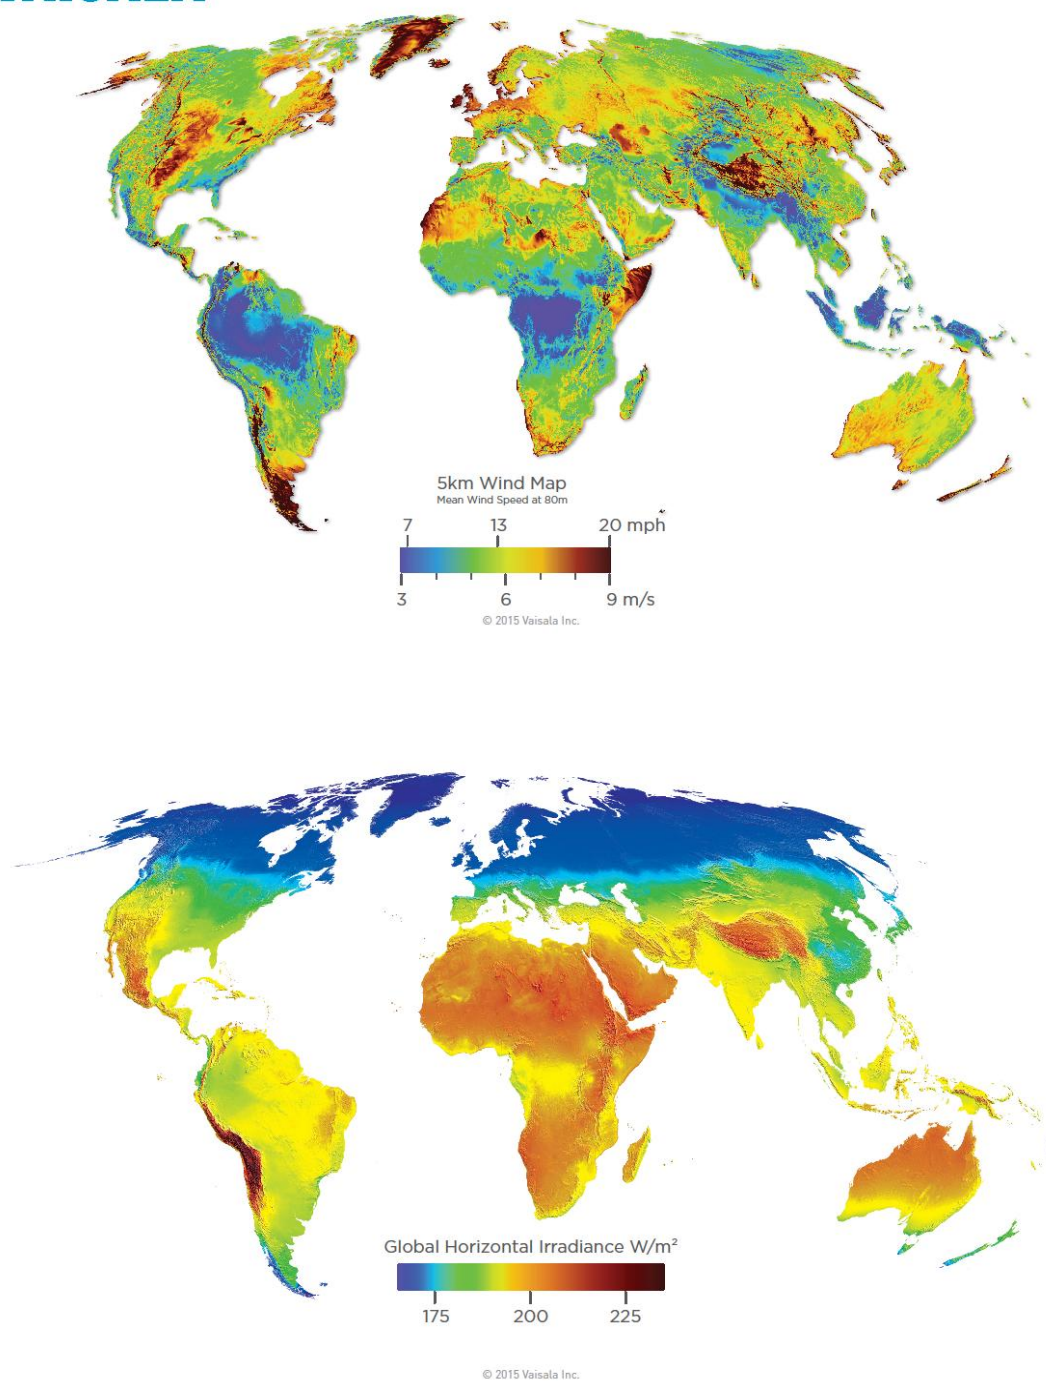 5km Wind Map
Mean Wind Speed at 80m
7 13 20 mph
3 6 9 m/s
© 2015 Vaisala Inc.
Global Horizontal Irradiance W/m²
175 200 225
© 2015 Vaisala Inc.